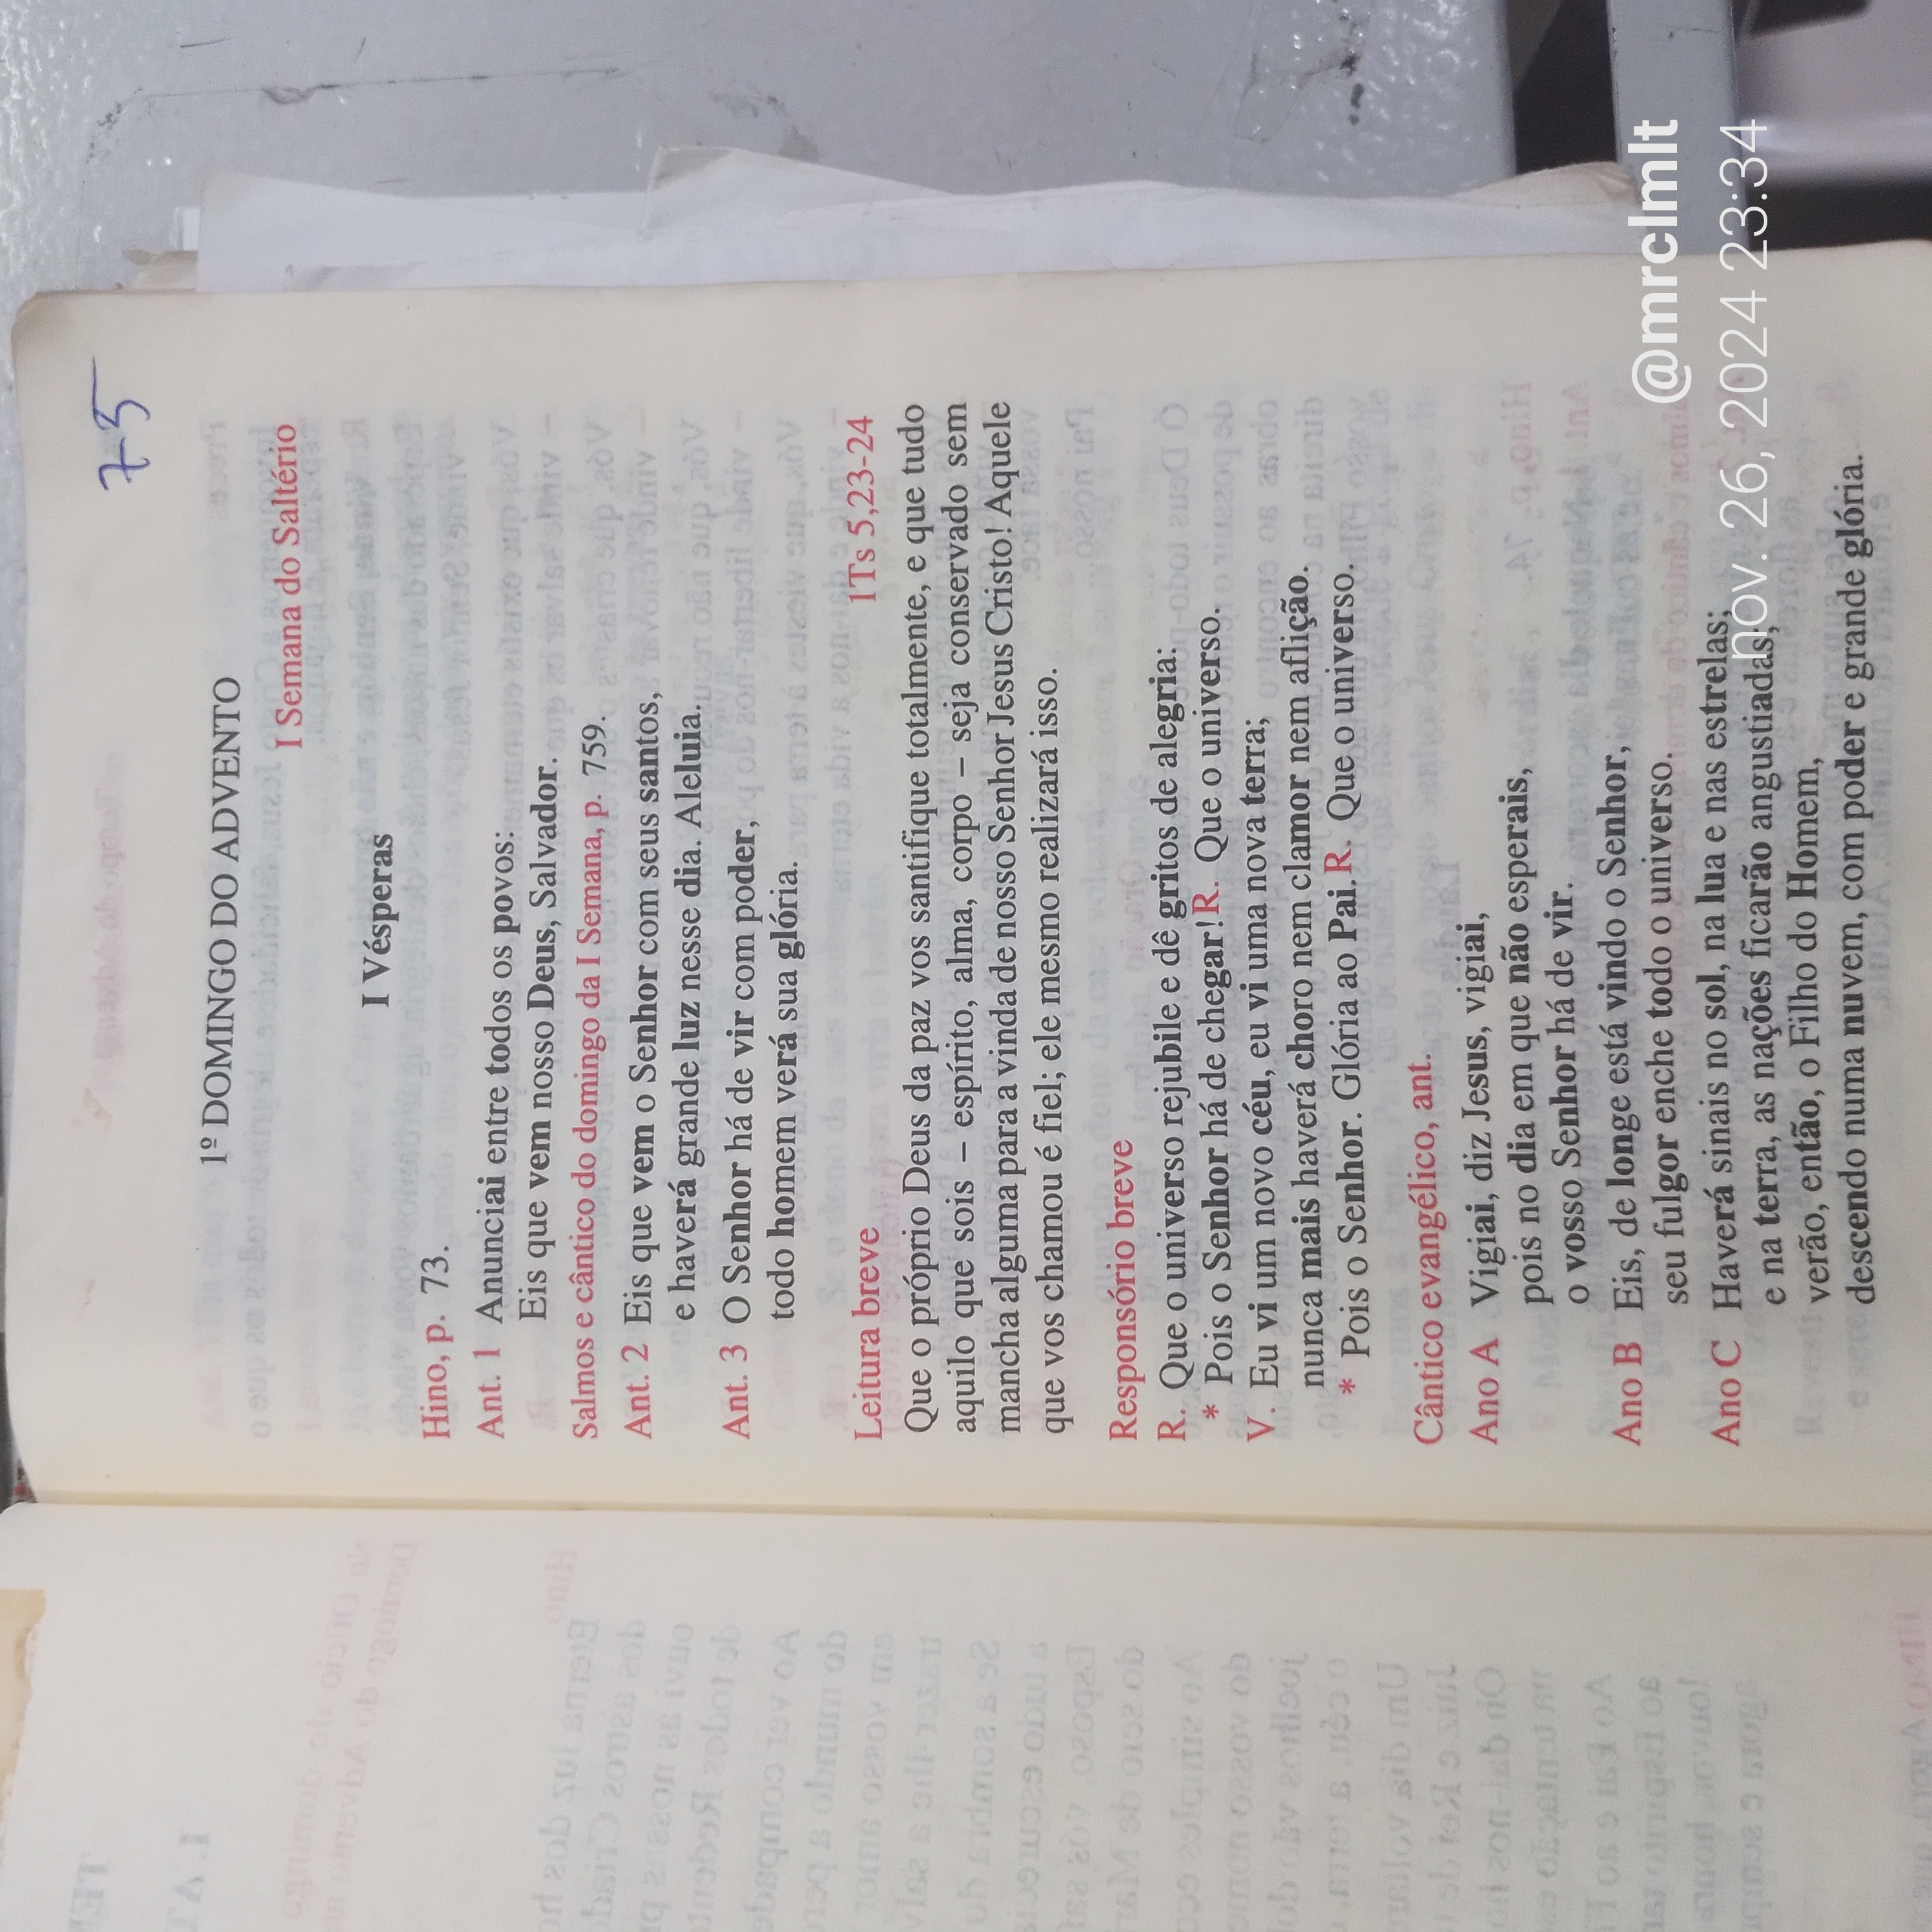 75
1º DOMINGO DO ADVENTO
I Semana do Saltério
I Vésperas
Hino, p. 73.
Ant. 1 Anunciai entre todos os povos:
Eis que vem nosso Deus, Salvador.
Salmos e cântico do domingo da I Semana, p. 759.
Ant. 2 Eis que vem o Senhor com seus santos,
e haverá grande luz nesse dia. Aleluia.
Ant. 3 O Senhor há de vir com poder,
todo homem verá sua glória.
Leitura breve 1Ts 5,23-24
Que o próprio Deus da paz vos santifique totalmente, e que tudo
aquilo que sois – espírito, alma, corpo – seja conservado sem
mancha alguma para a vinda de nosso Senhor Jesus Cristo! Aquele
que vos chamou é fiel; ele mesmo realizará isso.
Responsório breve
R. Que o universo rejubile e dê gritos de alegria:
* Pois o Senhor há de chegar! R. Que o universo.
V. Eu vi um novo céu, eu vi uma nova terra;
nunca mais haverá choro nem clamor nem aflição.
* Pois o Senhor. Glória ao Pai. R. Que o universo.
Cântico evangélico, ant.
Ano A Vigiai, diz Jesus, vigiai,
pois no dia em que não esperais,
o vosso Senhor há de vir.
Ano B Eis, de longe está vindo o Senhor,
seu fulgor enche todo o universo.
Ano C Haverá sinais no sol, na lua e nas estrelas;
e na terra, as nações ficarão angustiadas;
verão, então, o Filho do Homem,
descendo numa nuvem, com poder e grande glória.
@mrclmlt
nov. 26, 2024 23:34